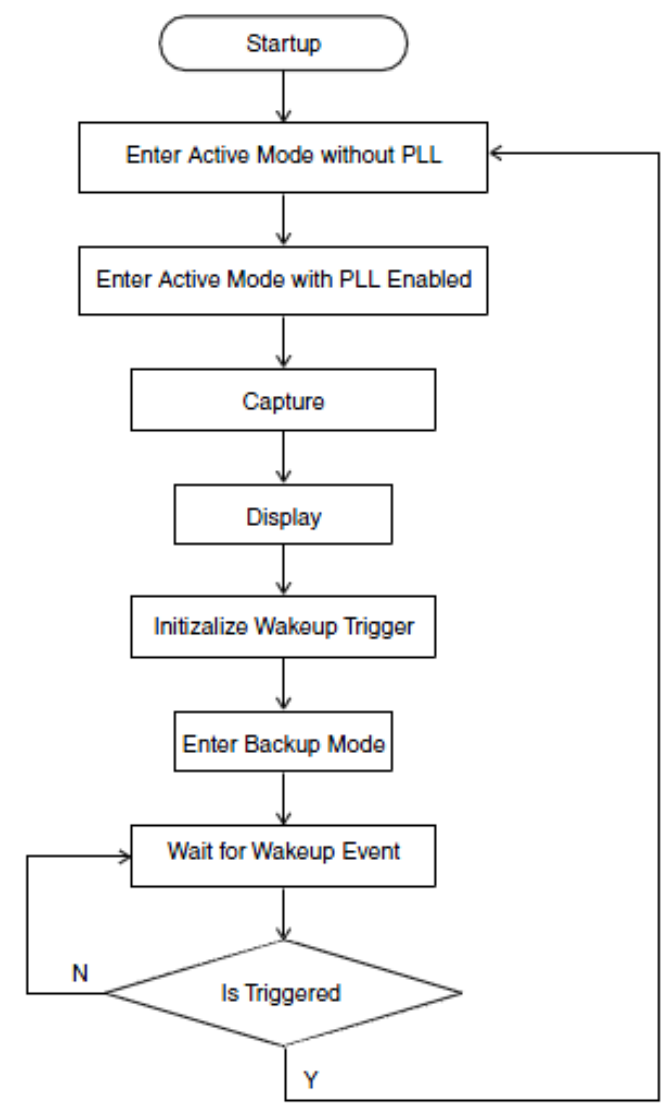 Startup
Enter Active Mode without PLL
Enter Active Mode with PLL Enabled
Capture
Display
Initizalize Wakeup Trigger
Enter Backup Mode
Wait for Wakeup Event
N
Is Triggered
Y